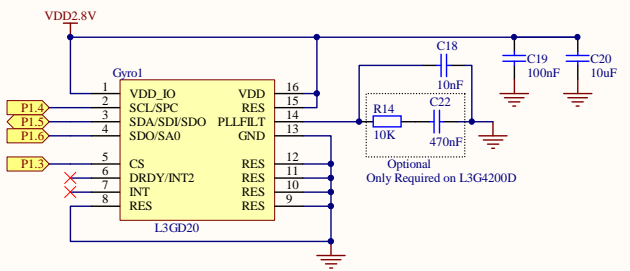 VDD2.8V
C18
C19
C20
10nF
100nF
10uF
Gyro1
1 VDD_IO VDD 16
P1.4 2 SCL/SPC RES 15
P1.5 3 SDA/SDI/SDO PLLFILT 14
P1.6 4 SDO/SA0 GND 13
R14 C22
10K 470nF
P1.3 5 CS RES 12
6 DRDY/INT2 RES 11
7 INT RES 10
8 RES RES 9
Optional
Only Required on L3G4200D
L3GD20